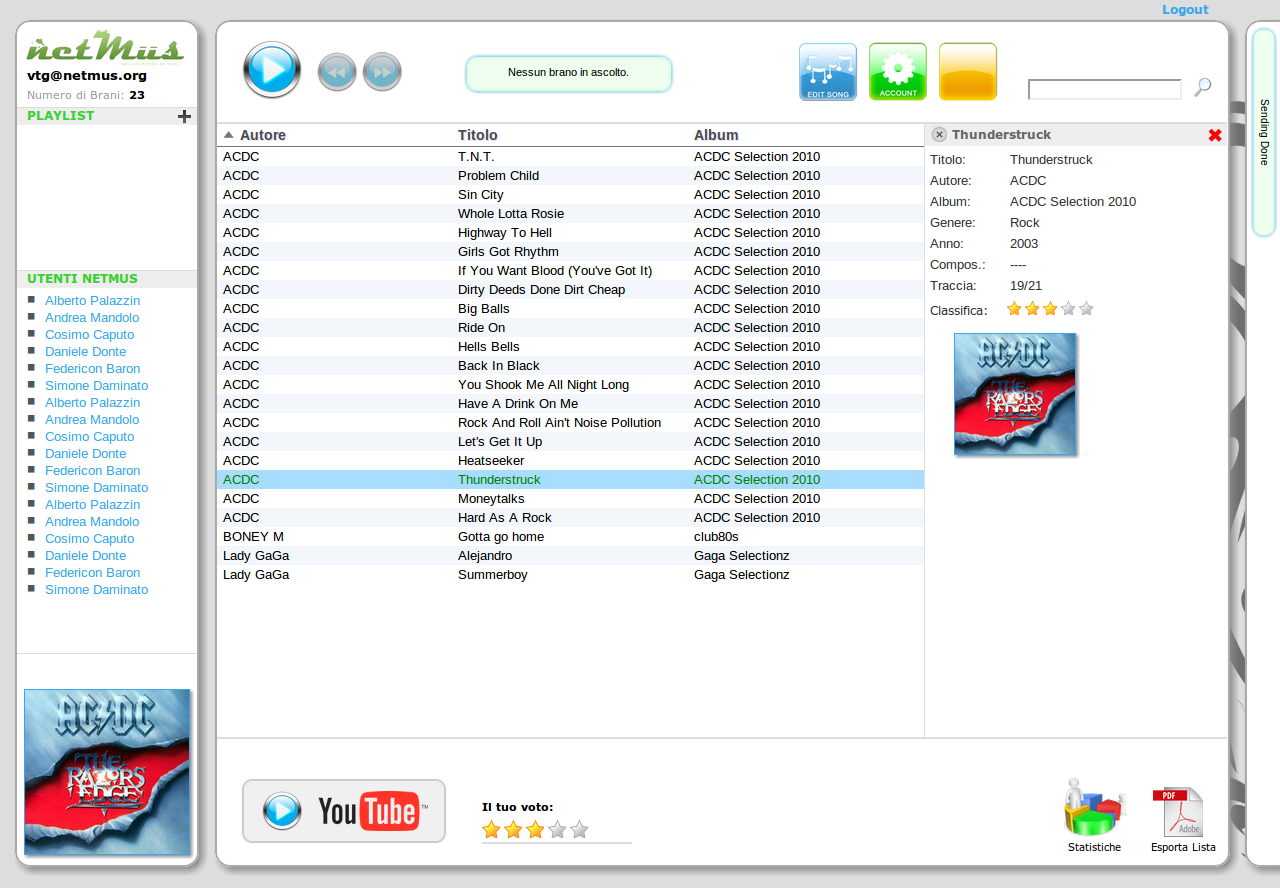 Logout
netMus
vtg@netmus.org
Numero di Brani: 23
PLAYLIST
UTENTI NETMUS
Alberto Palazzin
Andrea Mandolo
Cosimo Caputo
Daniele Donte
Federicon Baron
Simone Daminato
Alberto Palazzin
Andrea Mandolo
Cosimo Caputo
Daniele Donte
Federicon Baron
Simone Daminato
Alberto Palazzin
Andrea Mandolo
Cosimo Caputo
Daniele Donte
Federicon Baron
Simone Daminato
AC/DC
THE
RAZORS
EDGE
Nessun brano in ascolto.
EDIT SONG
ACCOUNT
Autore Titolo Album
ACDC T.N.T. ACDC Selection 2010
ACDC Problem Child ACDC Selection 2010
ACDC Sin City ACDC Selection 2010
ACDC Whole Lotta Rosie ACDC Selection 2010
ACDC Highway To Hell ACDC Selection 2010
ACDC Girls Got Rhythm ACDC Selection 2010
ACDC If You Want Blood (You've Got It) ACDC Selection 2010
ACDC Dirty Deeds Done Dirt Cheap ACDC Selection 2010
ACDC Big Balls ACDC Selection 2010
ACDC Ride On ACDC Selection 2010
ACDC Hells Bells ACDC Selection 2010
ACDC Back In Black ACDC Selection 2010
ACDC You Shook Me All Night Long ACDC Selection 2010
ACDC Have A Drink On Me ACDC Selection 2010
ACDC Rock And Roll Ain't Noise Pollution ACDC Selection 2010
ACDC Let's Get It Up ACDC Selection 2010
ACDC Heatseeker ACDC Selection 2010
ACDC Thunderstruck ACDC Selection 2010
ACDC Moneytalks ACDC Selection 2010
ACDC Hard As A Rock ACDC Selection 2010
BONEY M Gotta go home club80s
Lady GaGa Alejandro Gaga Selectionz
Lady GaGa Summerboy Gaga Selectionz
Thunderstruck
Titolo: Thunderstruck
Autore: ACDC
Album: ACDC Selection 2010
Genere: Rock
Anno: 2003
Compos.: ----
Traccia: 19/21
Classifica:
AC/DC
THE
RAZORS
EDGE
YouTube™
Il tuo voto:
Statistiche
PDF
Adobe
Esporta Lista
Sending Done